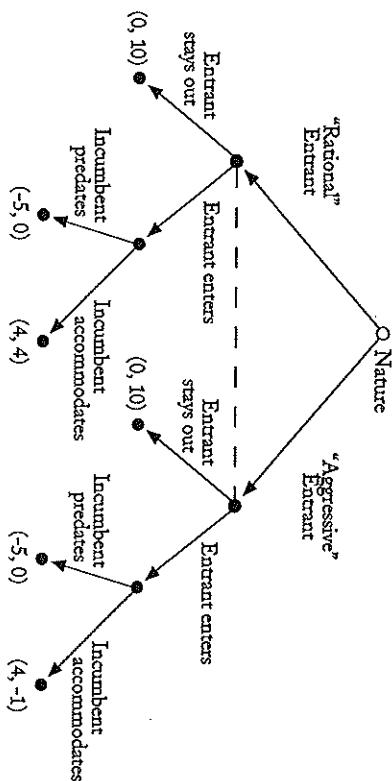 Nature
"Rational"
Entrant
"Aggressive"
Entrant
Entrant
stays out
Entrant enters
Entrant
stays out
Entrant enters
(0, 10)
Incumbent
predates
Incumbent
accommodates
(0, 10)
Incumbent
predates
Incumbent
accommodates
(-5, 0)
(4, 4)
(-5, 0)
(4, -1)